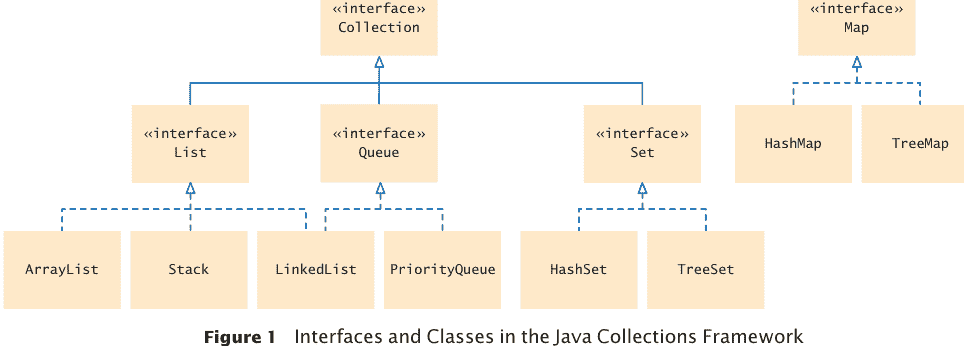 «interface»
Collection
«interface»
Map
«interface»
List
«interface»
Queue
«interface»
Set
HashMap
TreeMap
ArrayList
Stack
LinkedList
PriorityQueue
HashSet
TreeSet
Figure 1 Interfaces and Classes in the Java Collections Framework